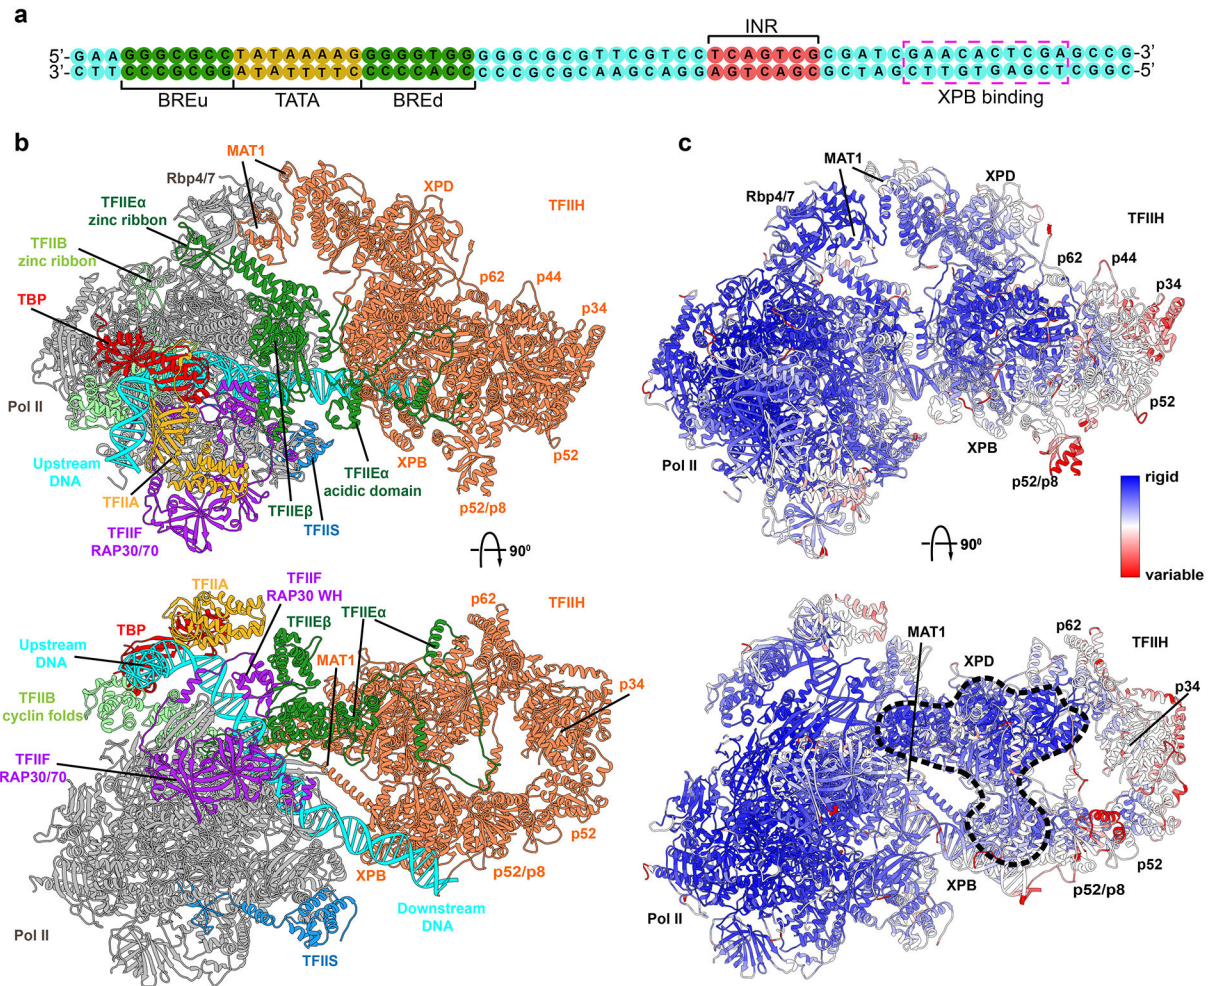 a
INR
5'-GAAGGGCGCCTATAAAAGGGGGTGGGGGCGCGTTCGTCCTCAGTCGCGATCGAACACTCGAGCCG-3'
3'-CTTCCCGCGGATATTTTCCCCCACCCCCGCGCAAGCAGGAGTCAGCGCTAGCTTGTGAGCTCGGC-5'
BREu
TATA
BREd
XPB binding
b
MAT1
Rbp4/7
XPD
TFIIH
TFIIEα
zinc ribbon
TFIIB
zinc ribbon
TBP
p62
p44
p34
Pol II
Upstream
DNA
TFIIA
TFIIF
RAP30/70
TFIIEβ
TFIIS
TFIIEα
acidic domain
XPB
p52
p52/p8
90⁰
TFIIA
TFIIF
RAP30 WH
TFIIEβ
TFIIEα
MAT1
p62
TFIIH
TBP
Upstream
DNA
TFIIB
cyclin folds
TFIIF
RAP30/70
p34
p52
XPB
p52/p8
Downstream
DNA
Pol II
TFIIS
c
MAT1
XPD
Rbp4/7
TFIIH
p62
p44
p34
p52
XPB
Pol II
p52/p8
rigid
variable
90⁰
MAT1
XPD
p62
TFIIH
p34
p52
XPB
p52/p8
Pol II